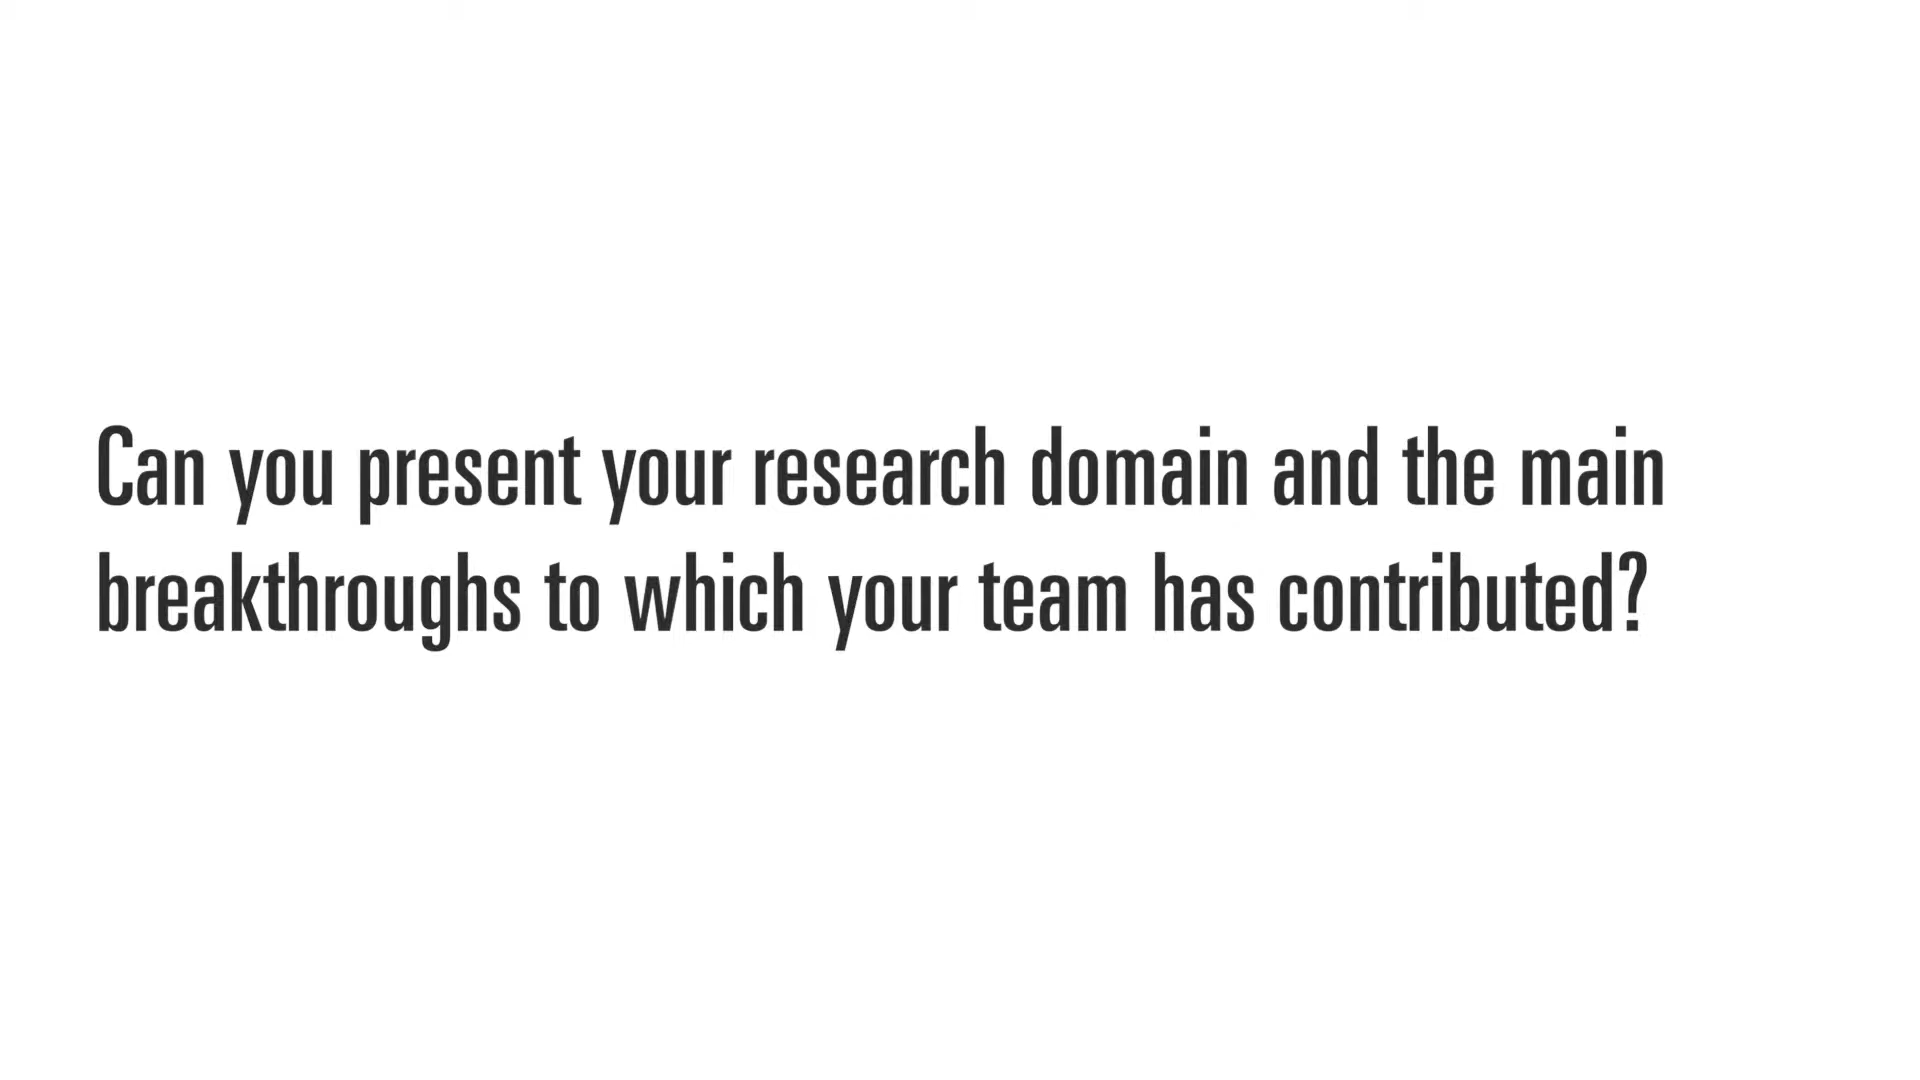 Can you present your research domain and the main
breakthroughs to which your team has contributed?